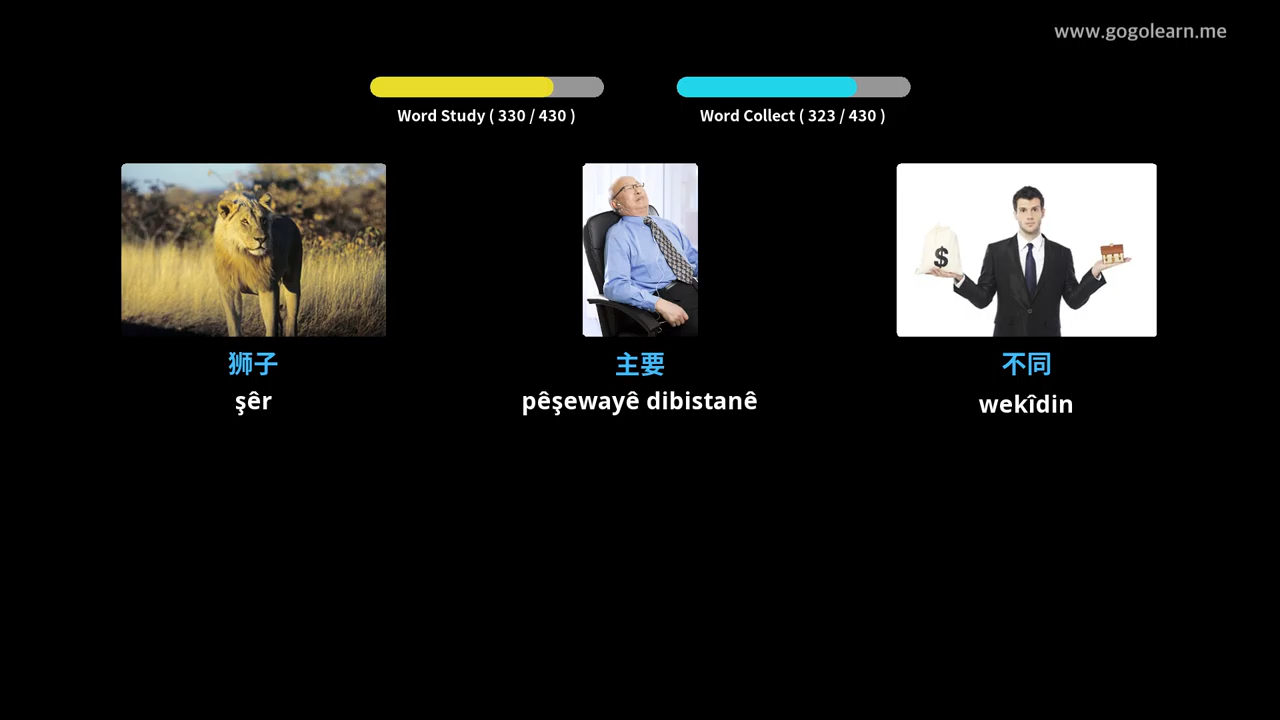 www.gogolearn.me
Word Study ( 330 / 430 )
Word Collect ( 323 / 430 )
$
狮子
主要
不同
şêr
pêşewayê dibistanê
wekîdin